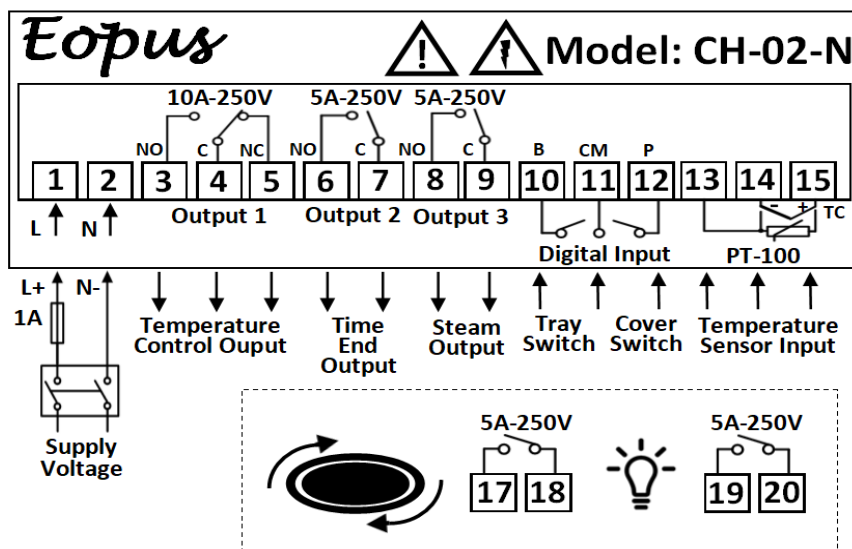 Eopus Model: CH-02-N
10A-250V 5A-250V 5A-250V
NO C NC NO C NO C B CM P
1 2 3 4 5 6 7 8 9 10 11 12 13 14 15
- + TC
L N Output 1 Output 2 Output 3
Digital Input PT-100
L+ N-
1A
Temperature
Control Ouput
Time
End
Output
Steam
Output
Tray
Switch
Cover
Switch
Temperature
Sensor Input
Supply
Voltage
5A-250V 5A-250V
17 18 19 20